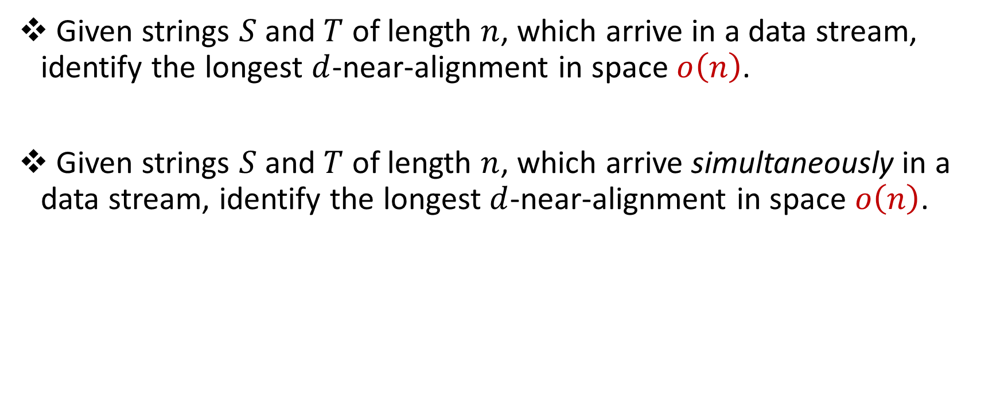 ❖ Given strings S and T of length n, which arrive in a data stream,
identify the longest d-near-alignment in space o(n).
❖ Given strings S and T of length n, which arrive simultaneously in a
data stream, identify the longest d-near-alignment in space o(n).